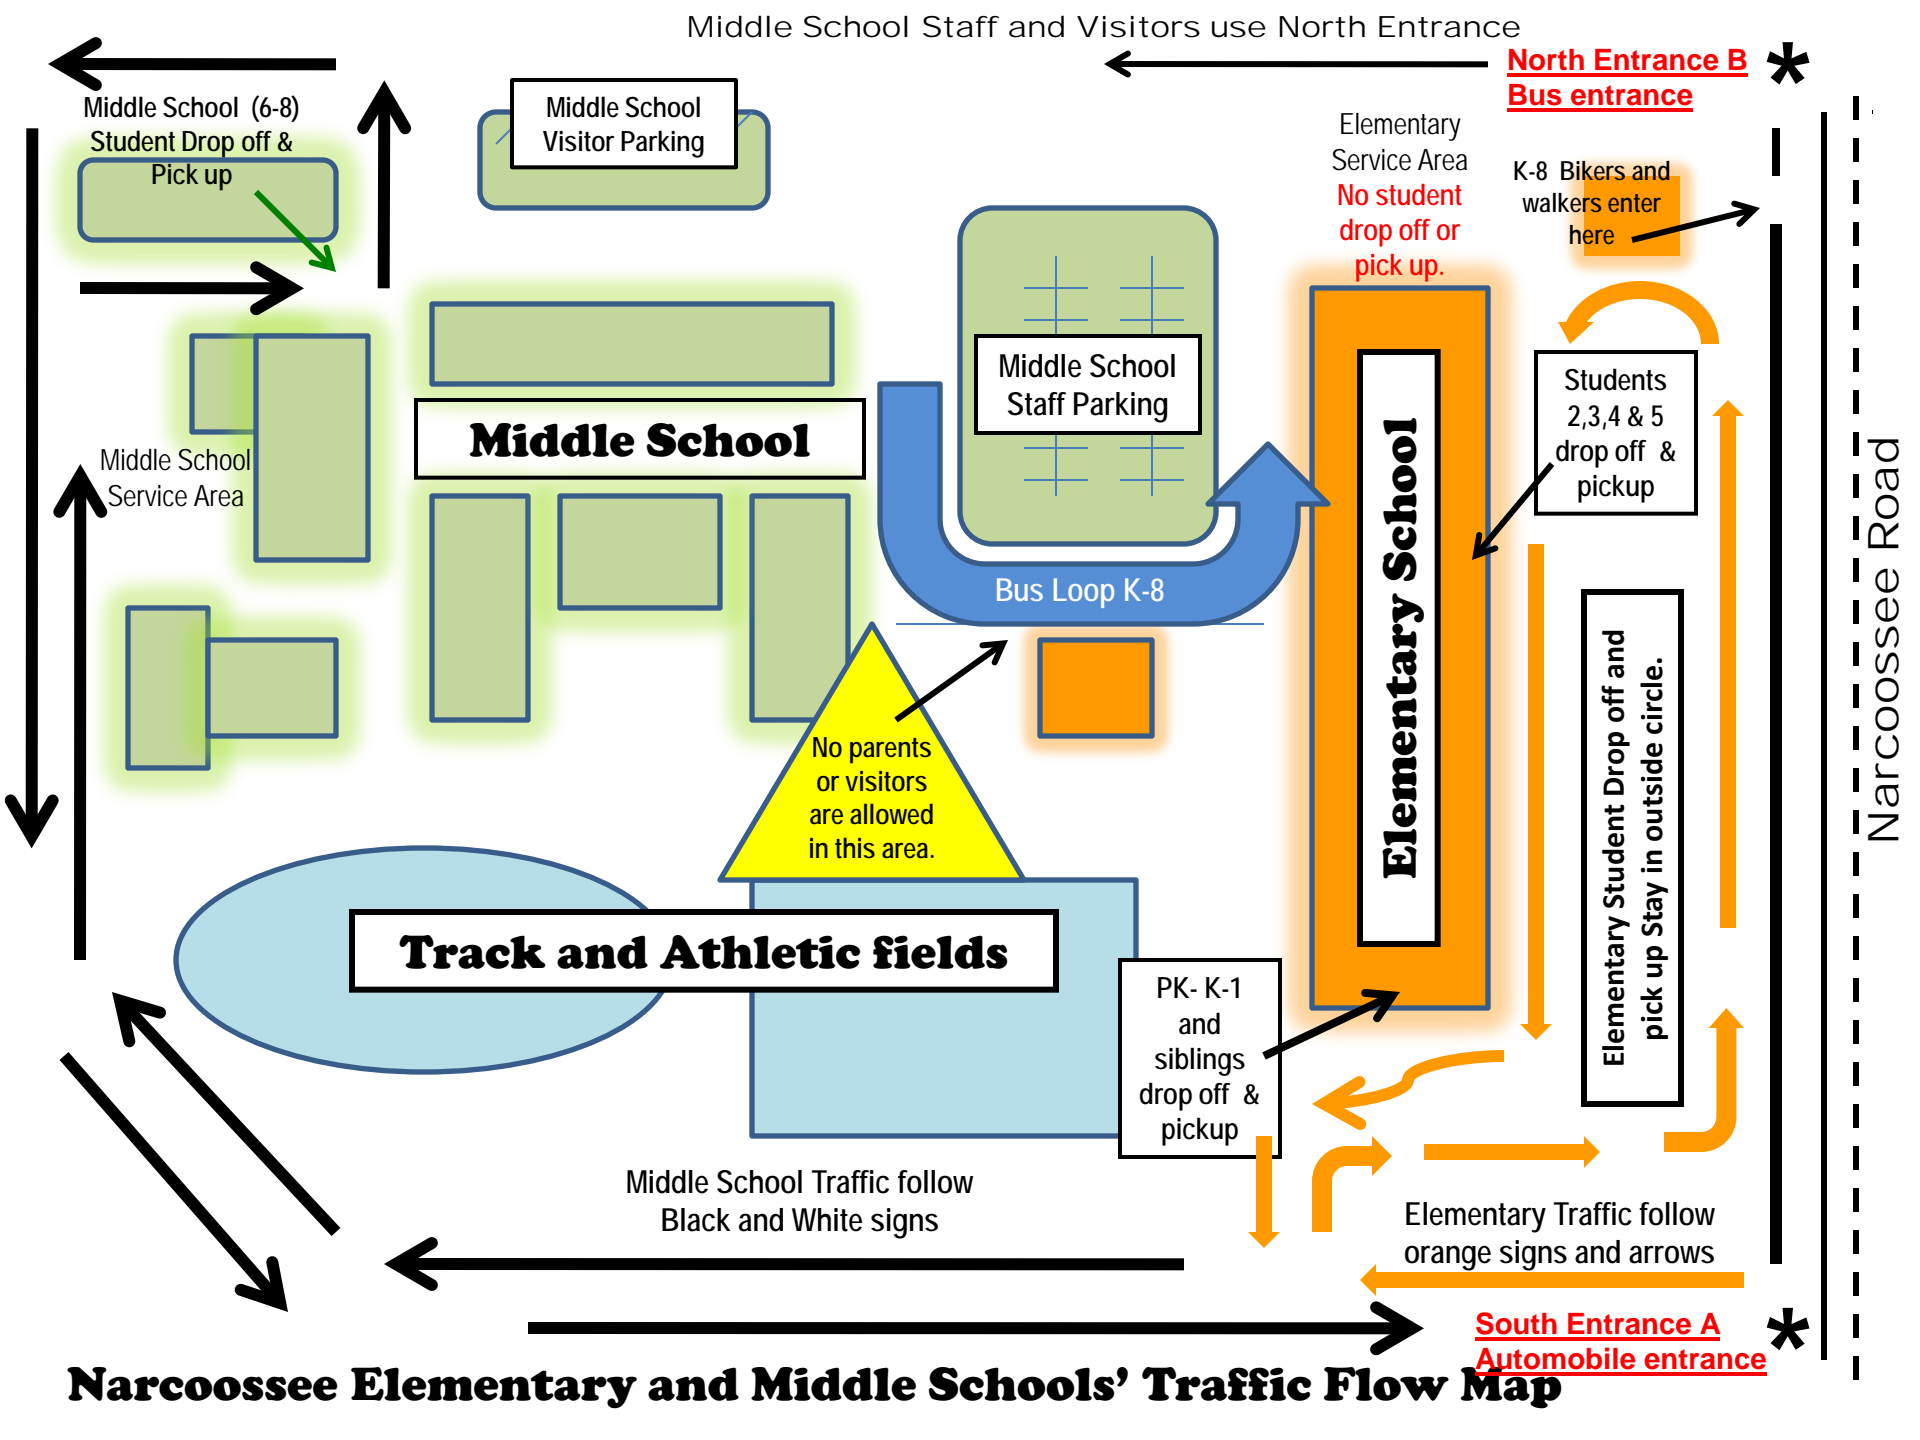 Middle School Staff and Visitors use North Entrance
North Entrance B
Bus entrance
*
Middle School (6-8)
Student Drop off &
Pick up
Middle School
Visitor Parking
Elementary
Service Area
No student
drop off or
pick up.
K-8 Bikers and
walkers enter
here
Middle School
Staff Parking
Students
2,3,4 & 5
drop off &
pickup
Middle School
Middle School
Service Area
Elementary School
Narcoossee Road
Bus Loop K-8
Elementary Student Drop off and
pick up Stay in outside circle.
No parents
or visitors
are allowed
in this area.
Track and Athletic fields
PK- K-1
and
siblings
drop off &
pickup
Middle School Traffic follow
Black and White signs
Elementary Traffic follow
orange signs and arrows
South Entrance A
Automobile entrance
*
Narcoossee Elementary and Middle Schools’ Traffic Flow Map